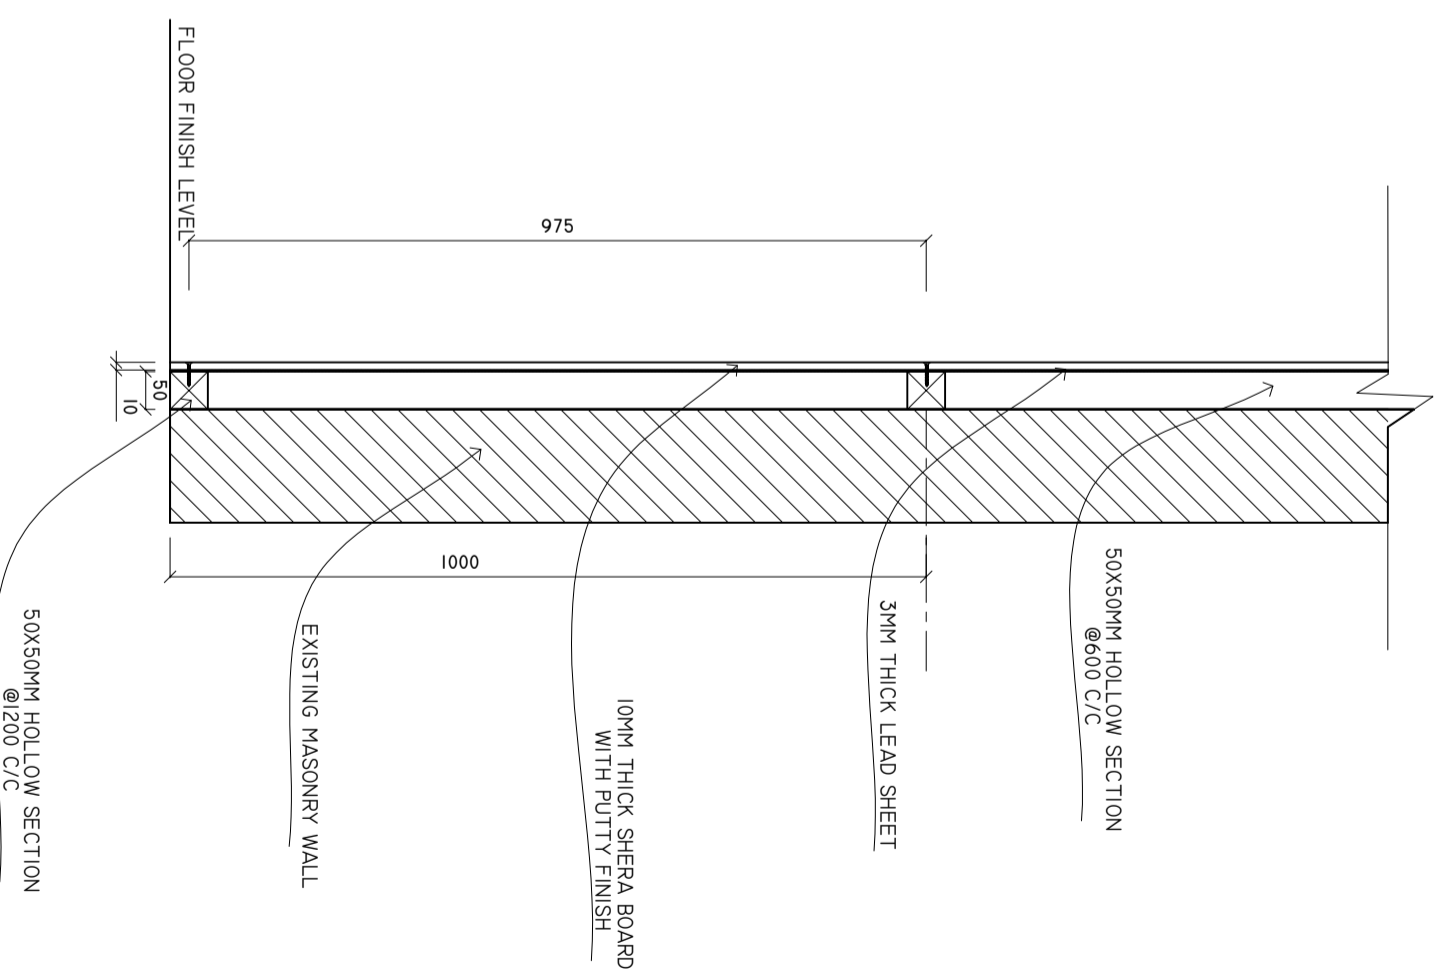 50X50MM HOLLOW SECTION
@600 C/C
3MM THICK LEAD SHEET
10MM THICK SHERA BOARD
WITH PUTTY FINISH
EXISTING MASONRY WALL
50X50MM HOLLOW SECTION
@1200 C/C
FLOOR FINISH LEVEL
975
1000
50
10